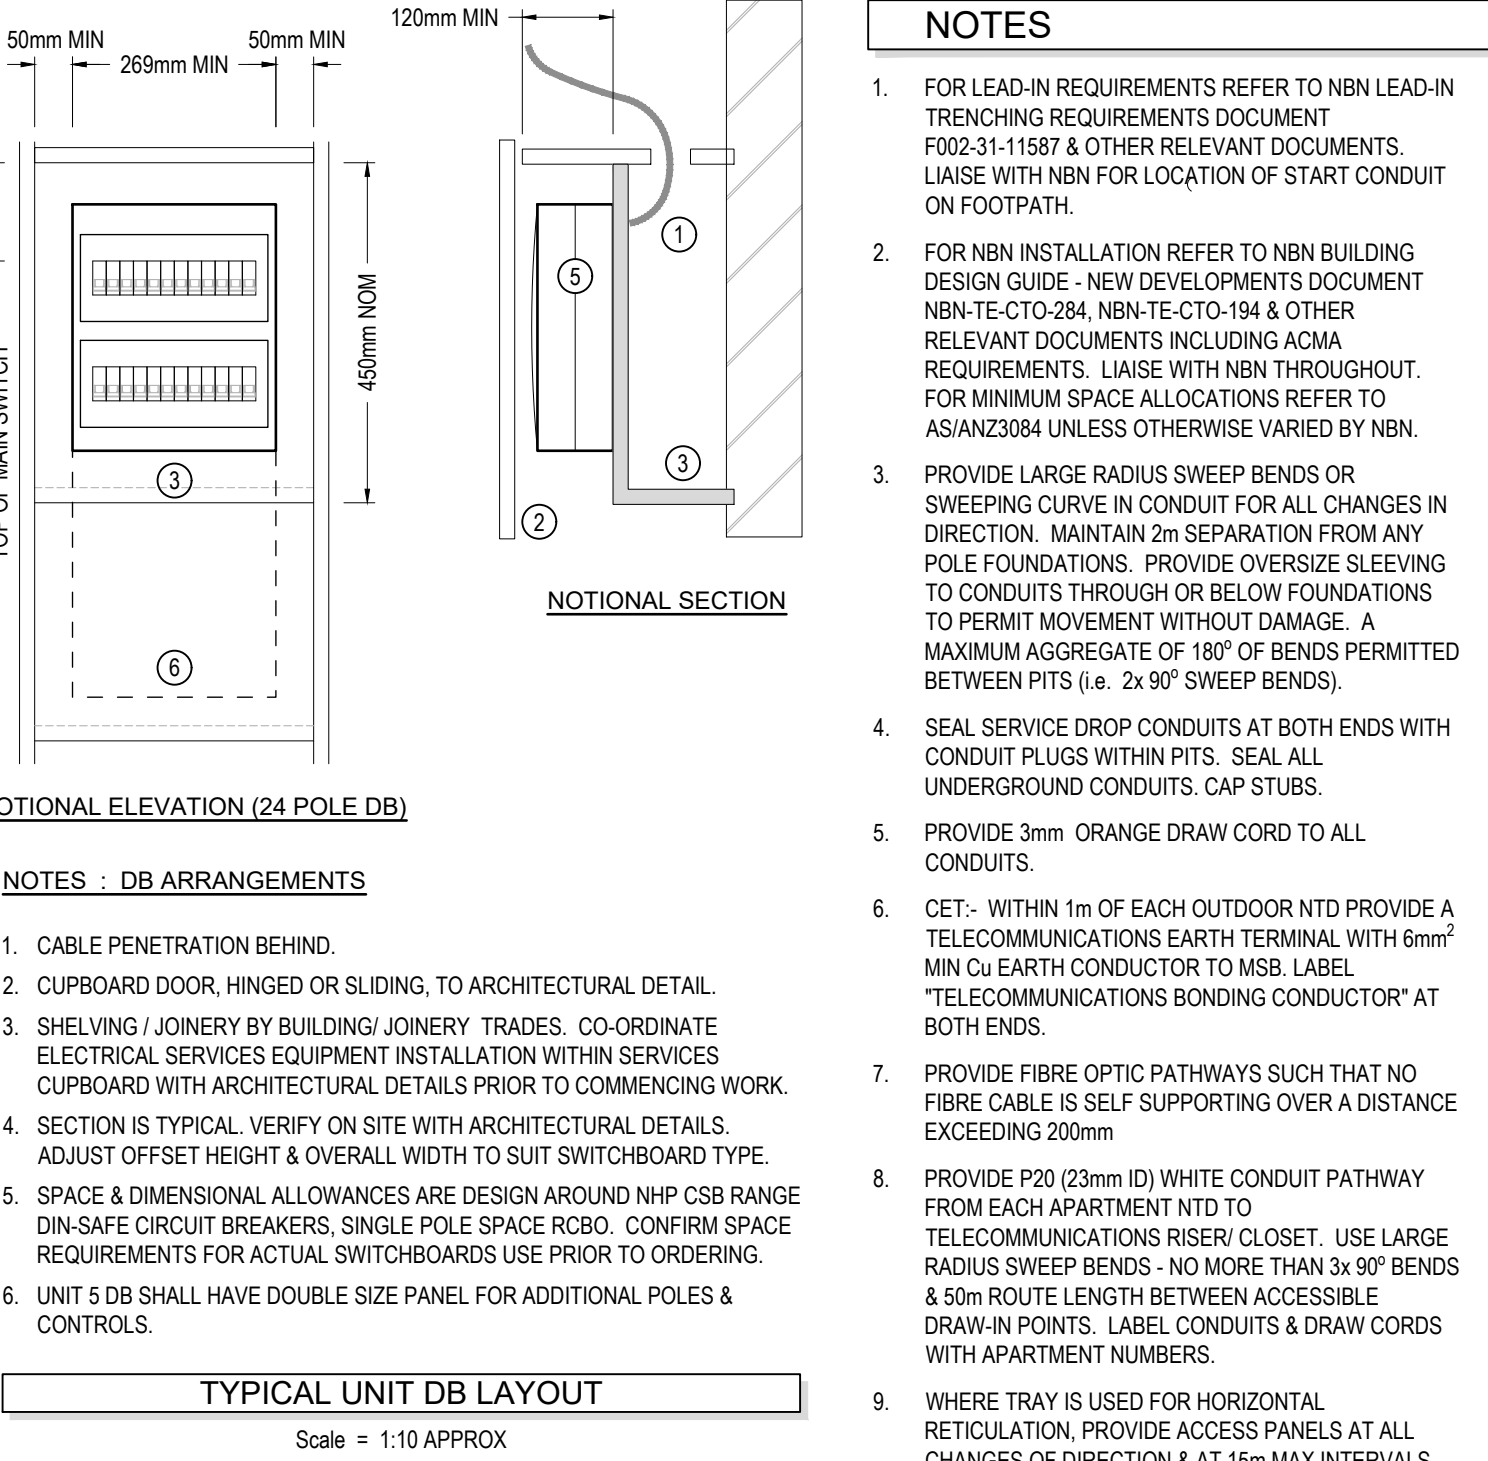 50mm MIN
269mm MIN
50mm MIN
120mm MIN
450mm NOM
TOP OF MAIN SWITCH
3
6
1
5
3
2
NOTIONAL SECTION
OTIONAL ELEVATION (24 POLE DB)
NOTES : DB ARRANGEMENTS
1. CABLE PENETRATION BEHIND.
2. CUPBOARD DOOR, HINGED OR SLIDING, TO ARCHITECTURAL DETAIL.
3. SHELVING / JOINERY BY BUILDING/ JOINERY TRADES. CO-ORDINATE
ELECTRICAL SERVICES EQUIPMENT INSTALLATION WITHIN SERVICES
CUPBOARD WITH ARCHITECTURAL DETAILS PRIOR TO COMMENCING WORK.
4. SECTION IS TYPICAL. VERIFY ON SITE WITH ARCHITECTURAL DETAILS.
ADJUST OFFSET HEIGHT & OVERALL WIDTH TO SUIT SWITCHBOARD TYPE.
5. SPACE & DIMENSIONAL ALLOWANCES ARE DESIGN AROUND NHP CSB RANGE
DIN-SAFE CIRCUIT BREAKERS, SINGLE POLE SPACE RCBO. CONFIRM SPACE
REQUIREMENTS FOR ACTUAL SWITCHBOARDS USE PRIOR TO ORDERING.
6. UNIT 5 DB SHALL HAVE DOUBLE SIZE PANEL FOR ADDITIONAL POLES &
CONTROLS.
TYPICAL UNIT DB LAYOUT
Scale = 1:10 APPROX
NOTES
1. FOR LEAD-IN REQUIREMENTS REFER TO NBN LEAD-IN
TRENCHING REQUIREMENTS DOCUMENT
F002-31-11587 & OTHER RELEVANT DOCUMENTS.
LIAISE WITH NBN FOR LOCATION OF START CONDUIT
ON FOOTPATH.
2. FOR NBN INSTALLATION REFER TO NBN BUILDING
DESIGN GUIDE - NEW DEVELOPMENTS DOCUMENT
NBN-TE-CTO-284, NBN-TE-CTO-194 & OTHER
RELEVANT DOCUMENTS INCLUDING ACMA
REQUIREMENTS. LIAISE WITH NBN THROUGHOUT.
FOR MINIMUM SPACE ALLOCATIONS REFER TO
AS/ANZ3084 UNLESS OTHERWISE VARIED BY NBN.
3. PROVIDE LARGE RADIUS SWEEP BENDS OR
SWEEPING CURVE IN CONDUIT FOR ALL CHANGES IN
DIRECTION. MAINTAIN 2m SEPARATION FROM ANY
POLE FOUNDATIONS. PROVIDE OVERSIZE SLEEVING
TO CONDUITS THROUGH OR BELOW FOUNDATIONS
TO PERMIT MOVEMENT WITHOUT DAMAGE. A
MAXIMUM AGGREGATE OF 180° OF BENDS PERMITTED
BETWEEN PITS (i.e. 2x 90° SWEEP BENDS).
4. SEAL SERVICE DROP CONDUITS AT BOTH ENDS WITH
CONDUIT PLUGS WITHIN PITS. SEAL ALL
UNDERGROUND CONDUITS. CAP STUBS.
5. PROVIDE 3mm ORANGE DRAW CORD TO ALL
CONDUITS.
6. CET:- WITHIN 1m OF EACH OUTDOOR NTD PROVIDE A
TELECOMMUNICATIONS EARTH TERMINAL WITH 6mm²
MIN Cu EARTH CONDUCTOR TO MSB. LABEL
"TELECOMMUNICATIONS BONDING CONDUCTOR" AT
BOTH ENDS.
7. PROVIDE FIBRE OPTIC PATHWAYS SUCH THAT NO
FIBRE CABLE IS SELF SUPPORTING OVER A DISTANCE
EXCEEDING 200mm
8. PROVIDE P20 (23mm ID) WHITE CONDUIT PATHWAY
FROM EACH APARTMENT NTD TO
TELECOMMUNICATIONS RISER/ CLOSET. USE LARGE
RADIUS SWEEP BENDS - NO MORE THAN 3x 90° BENDS
& 50m ROUTE LENGTH BETWEEN ACCESSIBLE
DRAW-IN POINTS. LABEL CONDUITS & DRAW CORDS
WITH APARTMENT NUMBERS.
9. WHERE TRAY IS USED FOR HORIZONTAL
RETICULATION, PROVIDE ACCESS PANELS AT ALL
CHANGES OF DIRECTION & AT 15m MAX INTERVALS